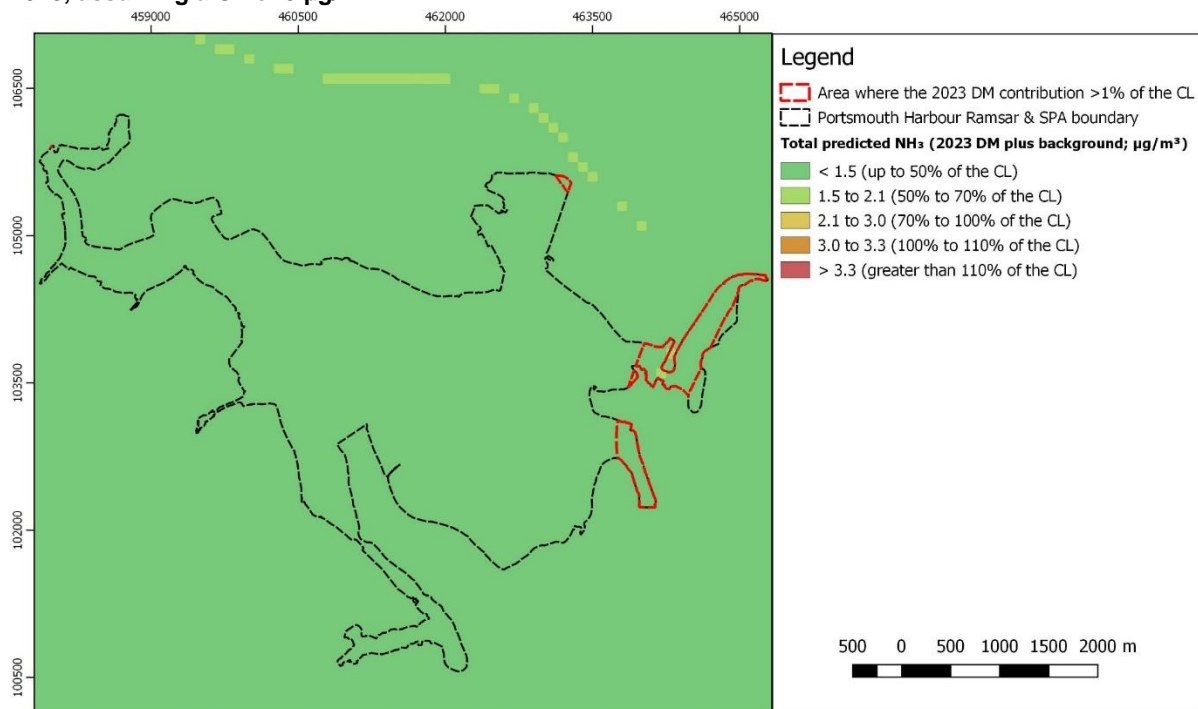 459000 460500 462000 463500 465000
106500
105000
103500
102000
100500
Legend
Area where the 2023 DM contribution >1% of the CL
Portsmouth Harbour Ramsar & SPA boundary
Total predicted NH₃ (2023 DM plus background; µg/m³)
< 1.5 (up to 50% of the CL)
1.5 to 2.1 (50% to 70% of the CL)
2.1 to 3.0 (70% to 100% of the CL)
3.0 to 3.3 (100% to 110% of the CL)
> 3.3 (greater than 110% of the CL)
500 0 500 1000 1500 2000 m